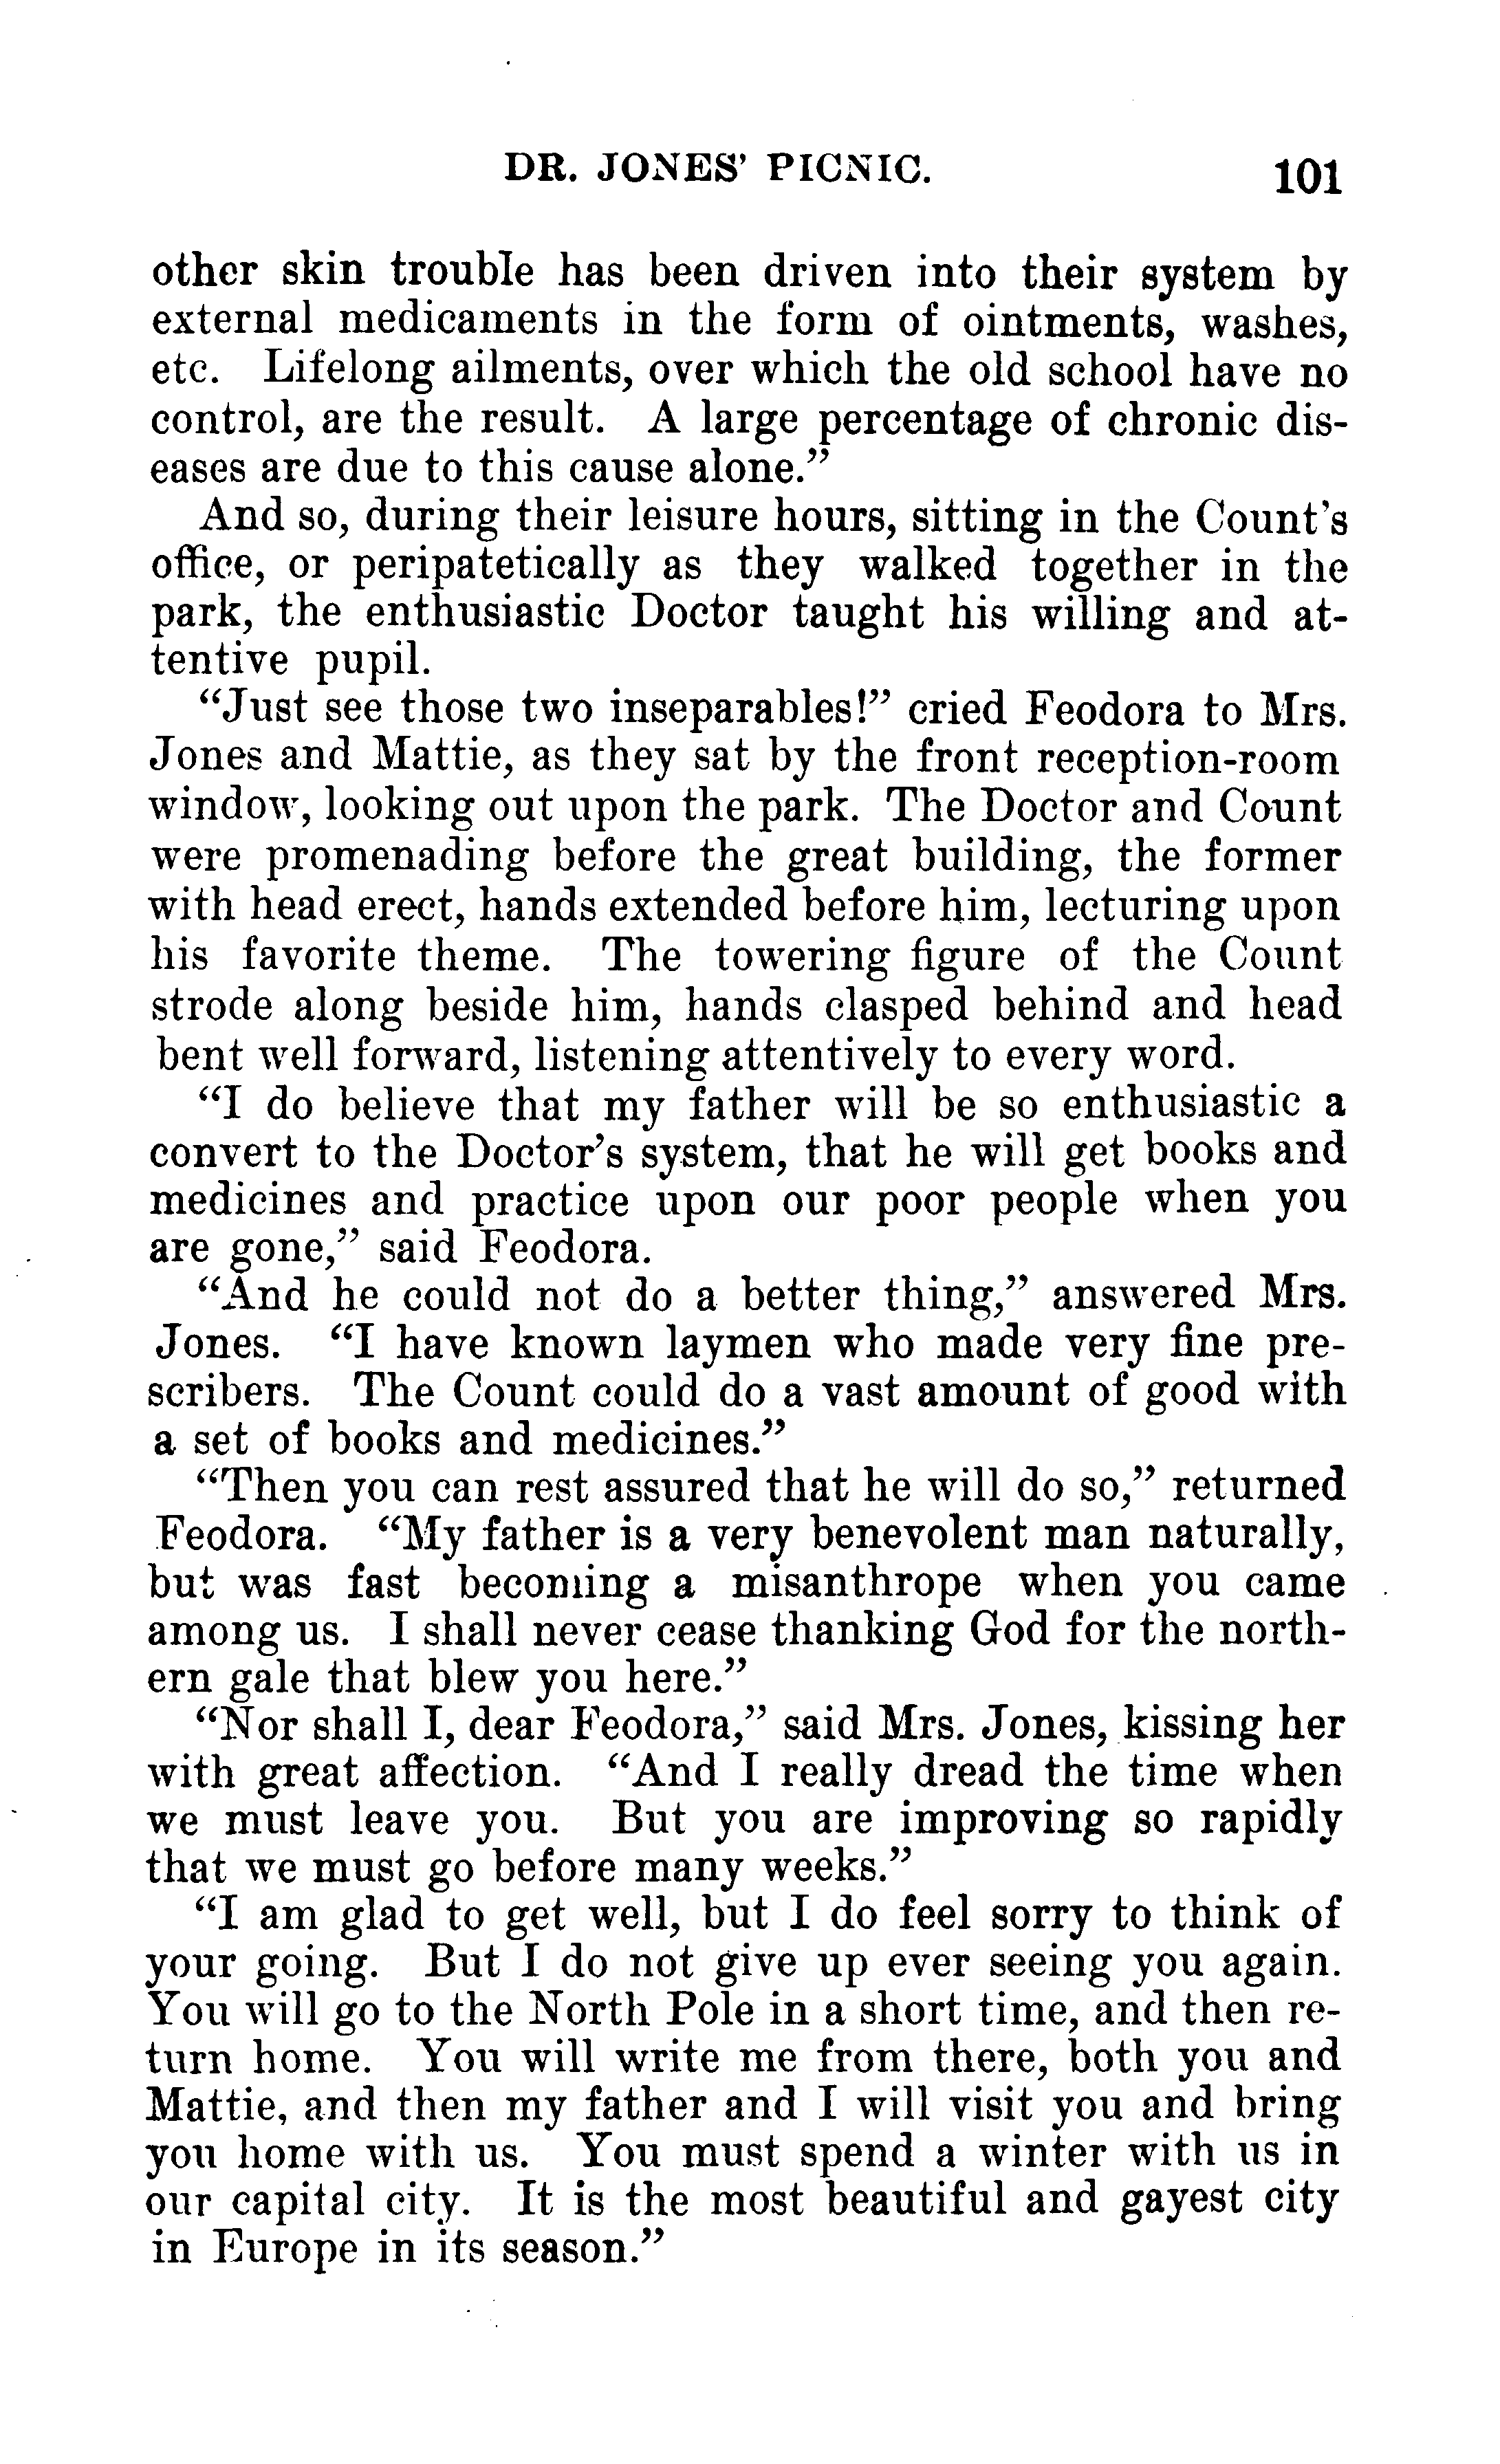 DR. JONES' PICNIC. 101
other skin trouble has been driven into their system by
external medicaments in the form of ointments, washes,
etc. Lifelong ailments, over which the old school have no
control, are the result. A large percentage of chronic dis-
eases are due to this cause alone.”
And so, during their leisure hours, sitting in the Count's
office, or peripatetically as they walked together in the
park, the enthusiastic Doctor taught his willing and at-
tentive pupil.
“Just see those two inseparables!” cried Feodora to Mrs.
Jones and Mattie, as they sat by the front reception-room
window, looking out upon the park. The Doctor and Count
were promenading before the great building, the former
with head erect, hands extended before him, lecturing upon
his favorite theme. The towering figure of the Count
strode along beside him, hands clasped behind and head
bent well forward, listening attentively to every word.
“I do believe that my father will be so enthusiastic a
convert to the Doctor's system, that he will get books and
medicines and practice upon our poor people when you
are gone,” said Feodora.
“And he could not do a better thing,” answered Mrs.
Jones. “I have known laymen who made very fine pre-
scribers. The Count could do a vast amount of good with
a set of books and medicines.”
“Then you can rest assured that he will do so,” returned
Feodora. “My father is a very benevolent man naturally,
but was fast becoming a misanthrope when you came
among us. I shall never cease thanking God for the north-
ern gale that blew you here.”
“Nor shall I, dear Feodora,” said Mrs. Jones, kissing her
with great affection. “And I really dread the time when
we must leave you. But you are improving so rapidly
that we must go before many weeks.”
“I am glad to get well, but I do feel sorry to think of
your going. But I do not give up ever seeing you again.
You will go to the North Pole in a short time, and then re-
turn home. You will write me from there, both you and
Mattie, and then my father and I will visit you and bring
you home with us. You must spend a winter with us in
our capital city. It is the most beautiful and gayest city
in Europe in its season.”